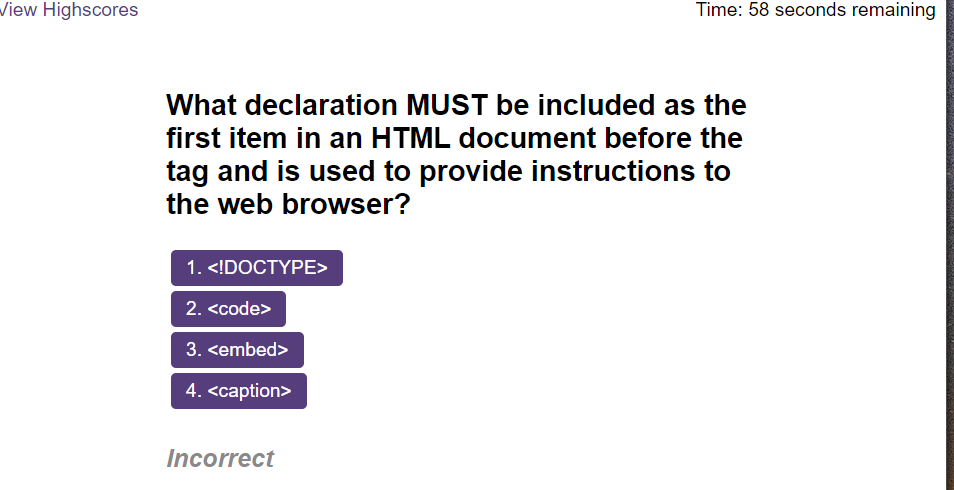 View Highscores
Time: 58 seconds remaining
What declaration MUST be included as the
first item in an HTML document before the
tag and is used to provide instructions to
the web browser?
1. <!DOCTYPE>
2. <code>
3. <embed>
4. <caption>
Incorrect